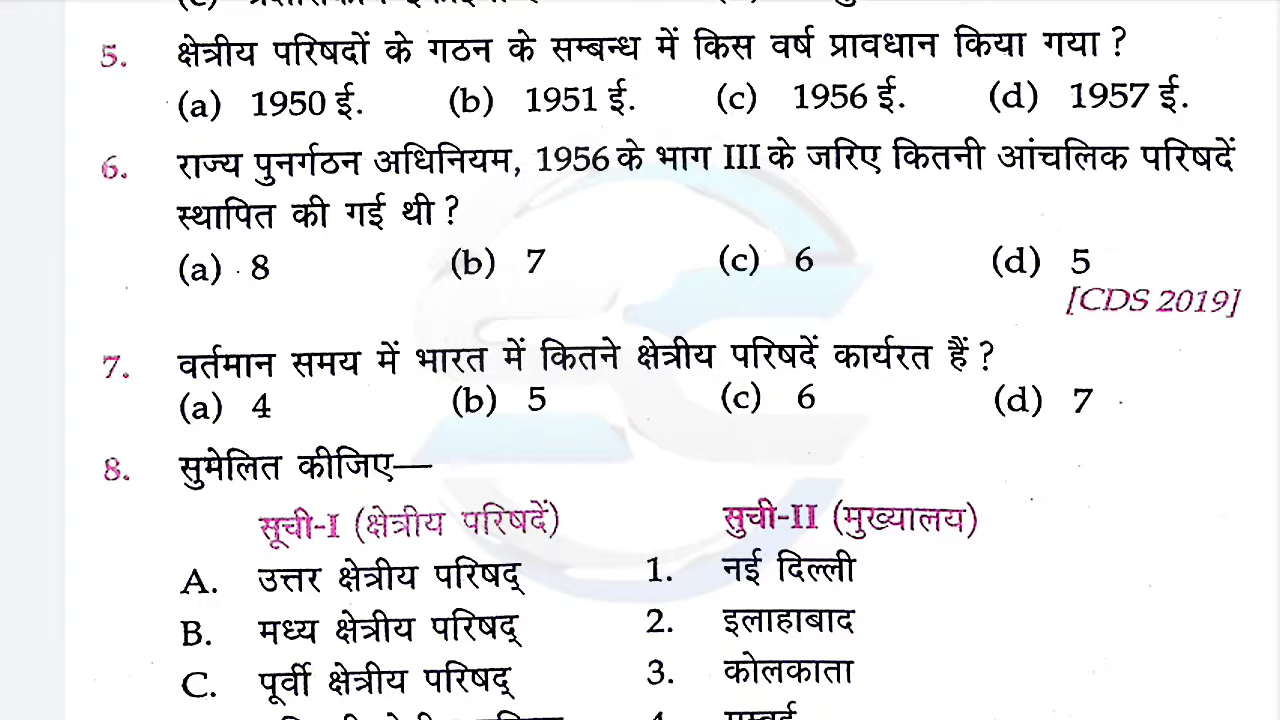 5. क्षेत्रीय परिषदों के गठन के सम्बन्ध में किस वर्ष प्रावधान किया गया ?
(a) 1950 ई. (b) 1951 ई. (c) 1956 ई. (d) 1957 ई.
6. राज्य पुनर्गठन अधिनियम, 1956 के भाग III के जरिए कितनी आंचलिक परिषदें
स्थापित की गई थी ?
(a) 8 (b) 7 (c) 6 (d) 5
[CDS 2019]
7. वर्तमान समय में भारत में कितने क्षेत्रीय परिषदें कार्यरत हैं ?
(a) 4 (b) 5 (c) 6 (d) 7
8. सुमेलित कीजिए—
सूची-I (क्षेत्रीय परिषदें) सुची-II (मुख्यालय)
A. उत्तर क्षेत्रीय परिषद् 1. नई दिल्ली
B. मध्य क्षेत्रीय परिषद् 2. इलाहाबाद
C. पूर्वी क्षेत्रीय परिषद् 3. कोलकाता